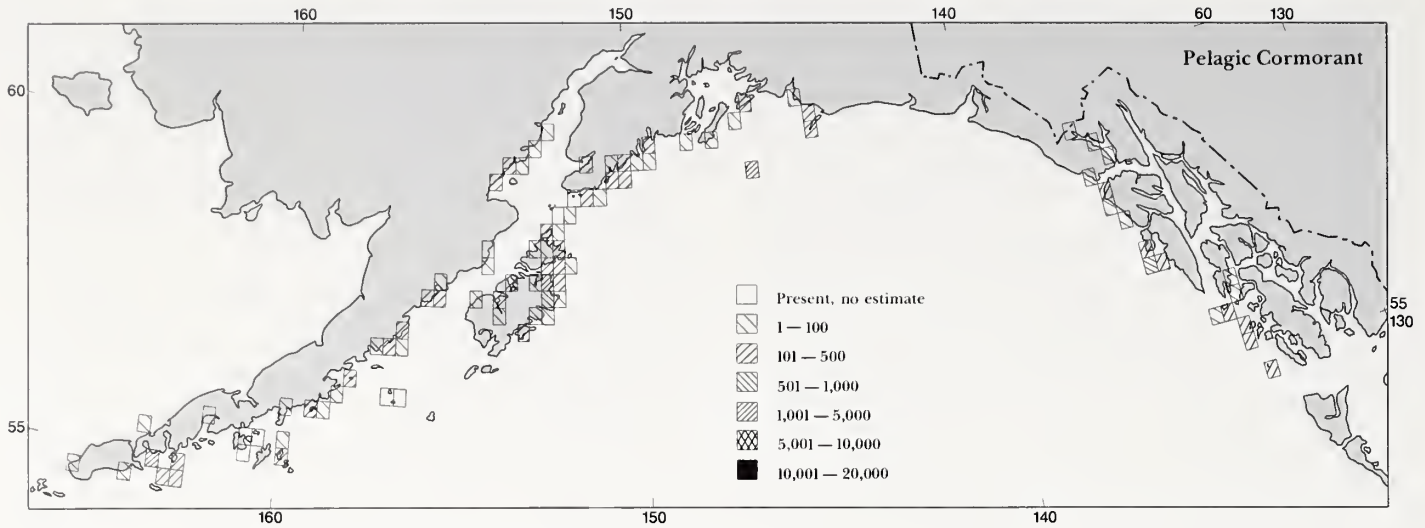 160 150 140 60 130
Pelagic Cormorant
60
55
130
55
Present, no estimate
1 — 100
101 — 500
501 — 1,000
1,001 — 5,000
5,001 — 10,000
10,001 — 20,000
160 150 140